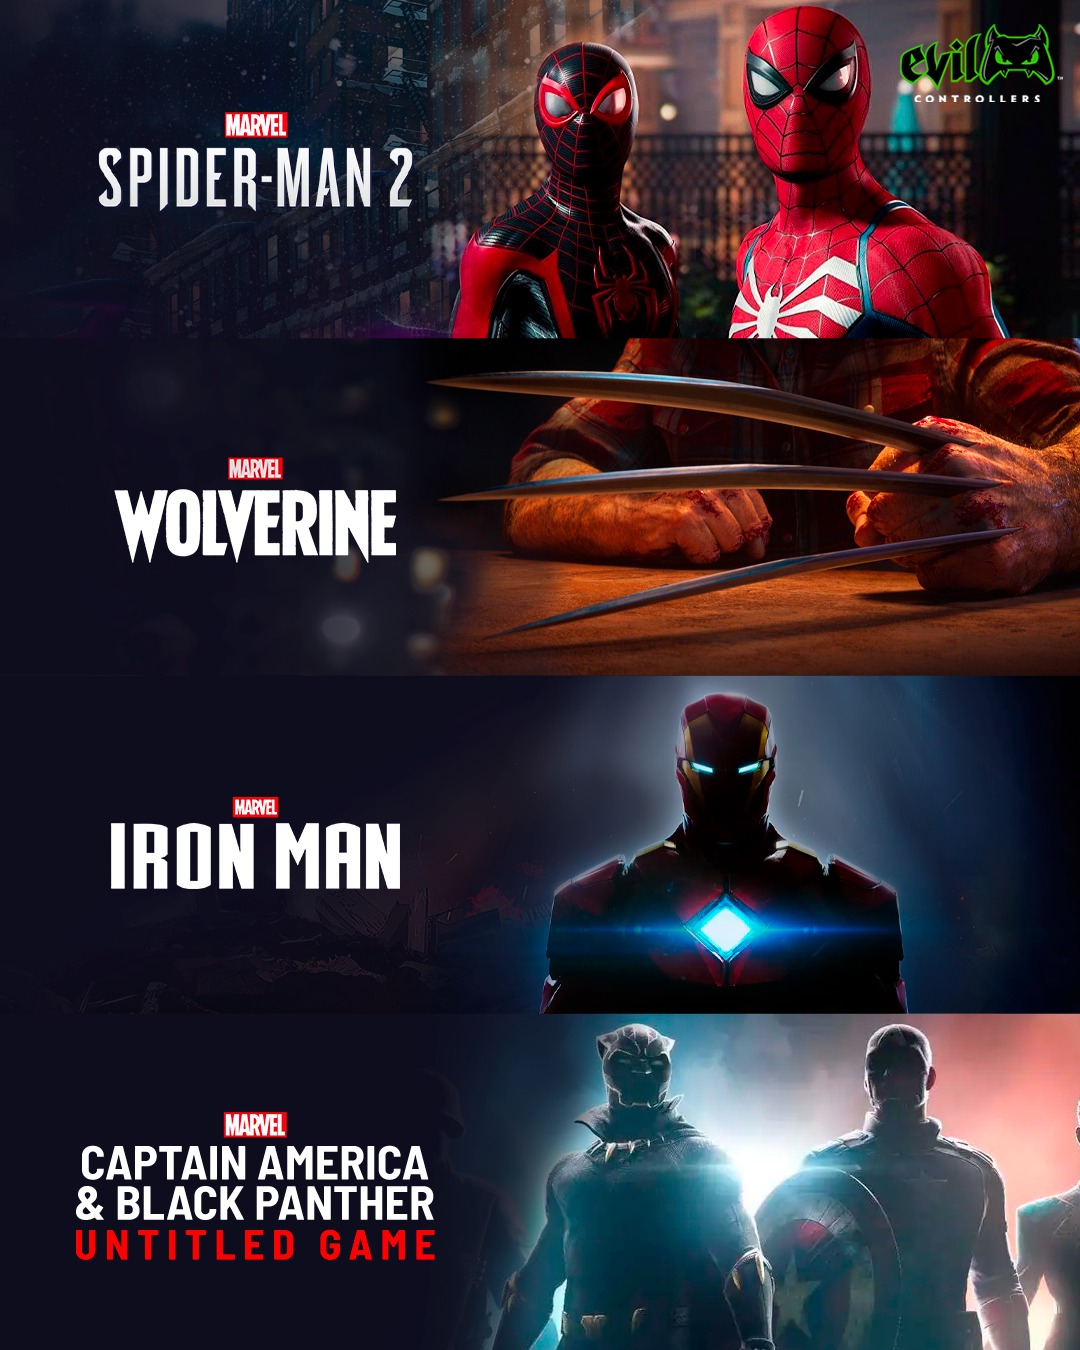 evil
CONTROLLERS
MARVEL
SPIDER-MAN 2
MARVEL
WOLVERINE
MARVEL
IRON MAN
MARVEL
CAPTAIN AMERICA
& BLACK PANTHER
UNTITLED GAME